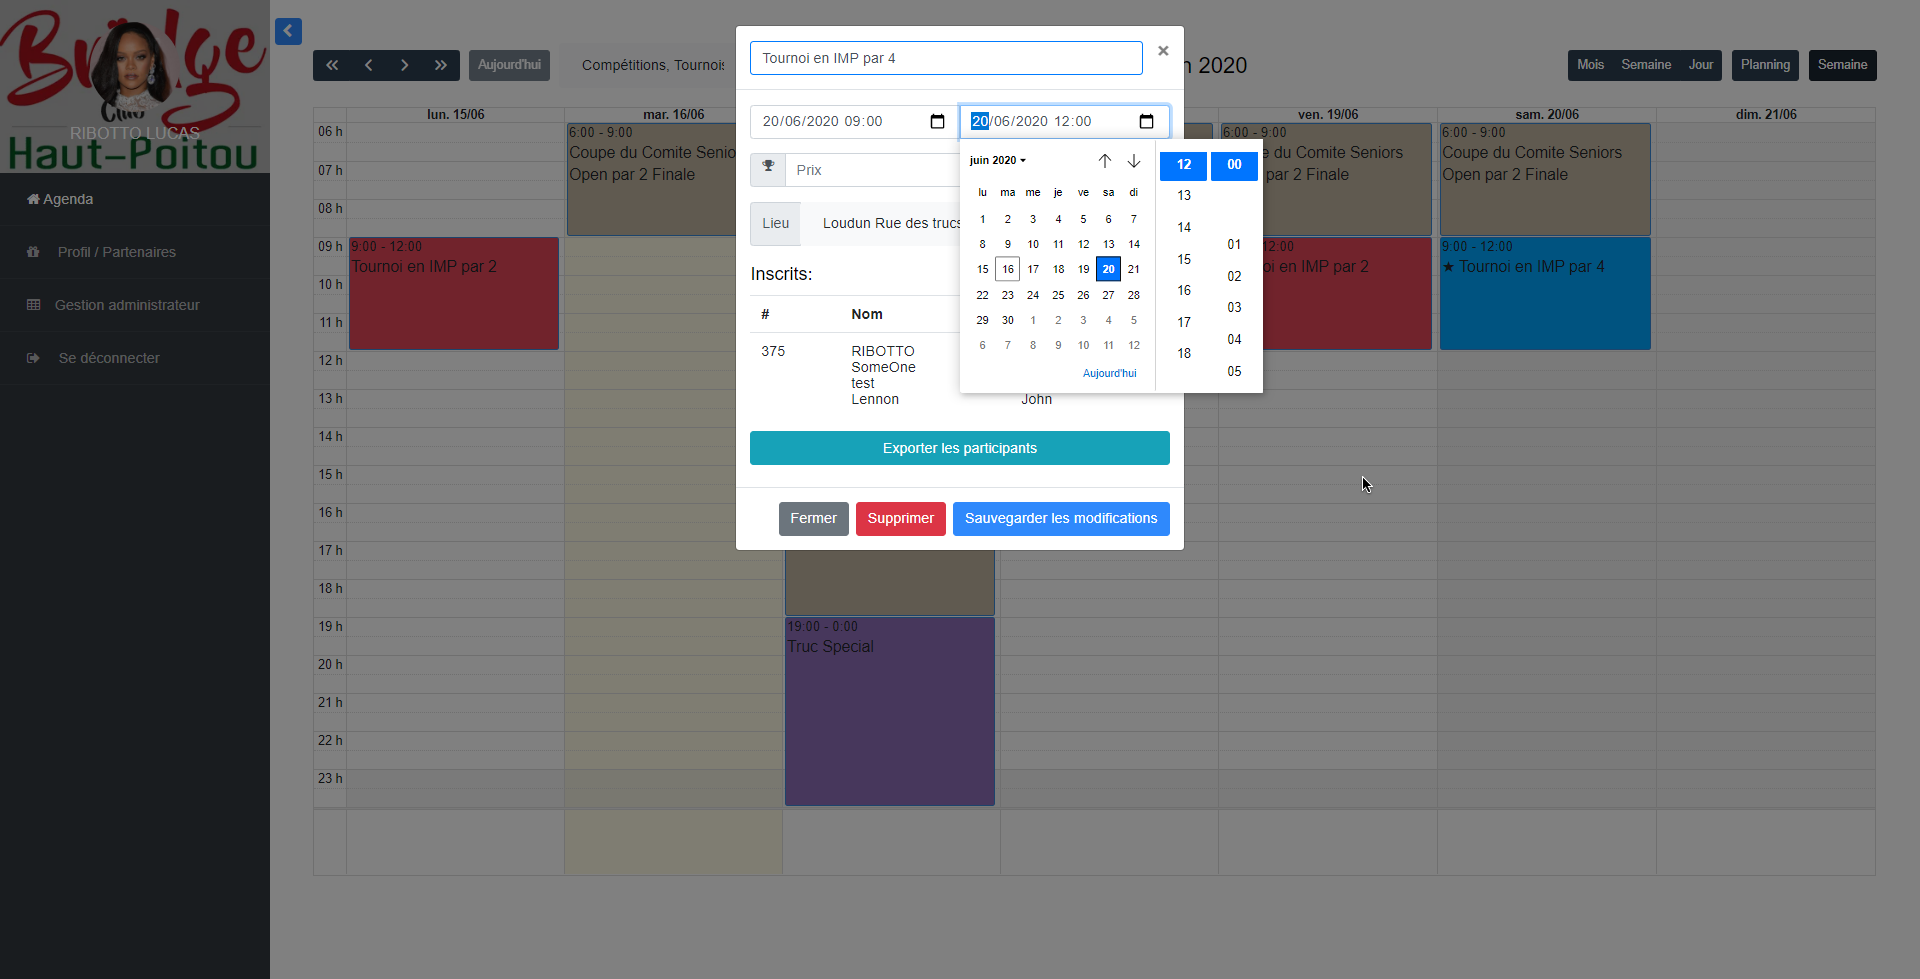 Bridge
Club
RIBOTTO LUCAS
Haut-Poitou
Agenda
Profil / Partenaires
Gestion administrateur
Se déconnecter
Aujourd'hui
Compétitions, Tournois
n 2020
Mois Semaine Jour
Planning
Semaine
lun. 15/06
mar. 16/06
ven. 19/06
sam. 20/06
dim. 21/06
06 h
07 h
08 h
09 h
10 h
11 h
12 h
13 h
14 h
15 h
16 h
17 h
18 h
19 h
20 h
21 h
22 h
23 h
9:00 - 12:00
Tournoi en IMP par 2
6:00 - 9:00
Coupe du Comite Senio
Open par 2 Finale
19:00 - 0:00
Truc Special
6:00 - 9:00
e du Comite Seniors
par 2 Finale
12:00
oi en IMP par 2
6:00 - 9:00
Coupe du Comite Seniors
Open par 2 Finale
9:00 - 12:00
★ Tournoi en IMP par 4
Tournoi en IMP par 4
×
20/06/2020 09:00
20/06/2020 12:00
Prix
Lieu
Loudun Rue des trucs
Inscrits:
# Nom
375
RIBOTTO
SomeOne
test
Lennon
John
Exporter les participants
Fermer
Supprimer
Sauvegarder les modifications
juin 2020
lu ma me je ve sa di
1 2 3 4 5 6 7
8 9 10 11 12 13 14
15 16 17 18 19 20 21
22 23 24 25 26 27 28
29 30 1 2 3 4 5
6 7 8 9 10 11 12
Aujourd'hui
12
13
14
15
16
17
18
00
01
02
03
04
05